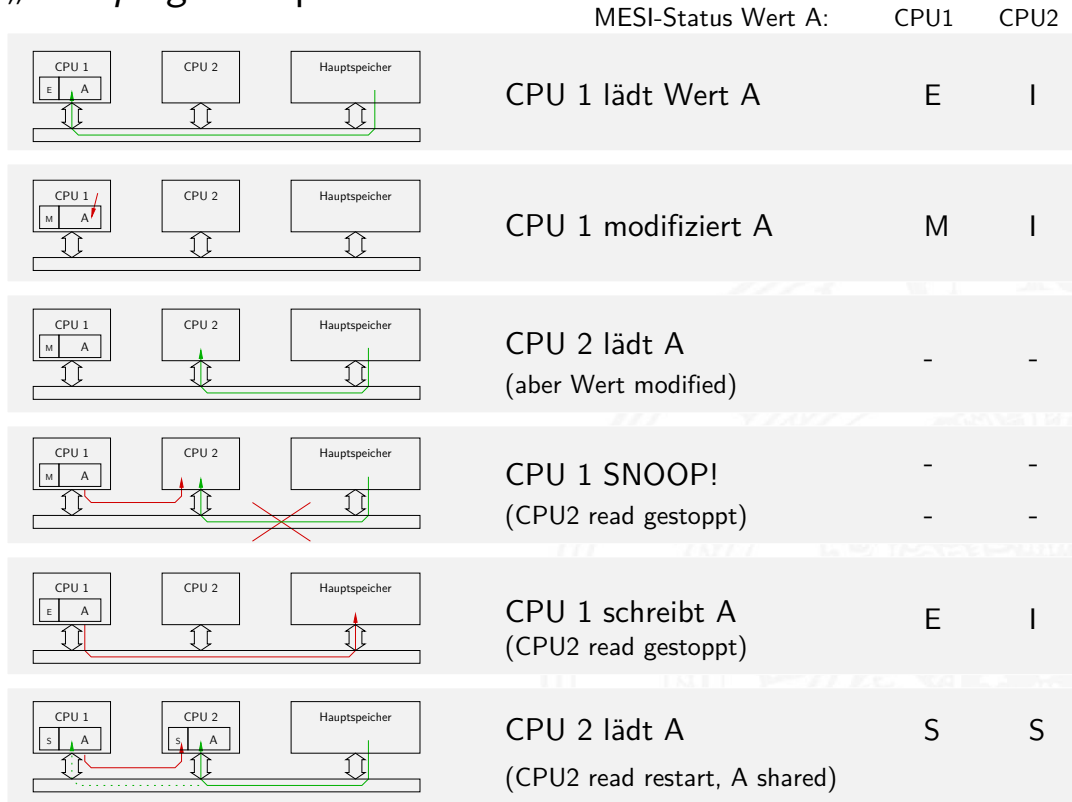 MESI-Status Wert A: CPU1 CPU2
CPU 1 CPU 2 Hauptspeicher
E A
CPU 1 lädt Wert A E I
CPU 1 CPU 2 Hauptspeicher
M A
CPU 1 modifiziert A M I
CPU 1 CPU 2 Hauptspeicher
M A
CPU 2 lädt A - -
(aber Wert modified)
CPU 1 CPU 2 Hauptspeicher
M A
CPU 1 SNOOP! - -
(CPU2 read gestoppt) - -
CPU 1 CPU 2 Hauptspeicher
E A
CPU 1 schreibt A E I
(CPU2 read gestoppt)
CPU 1 CPU 2 Hauptspeicher
S A S A
CPU 2 lädt A S S
(CPU2 read restart, A shared)